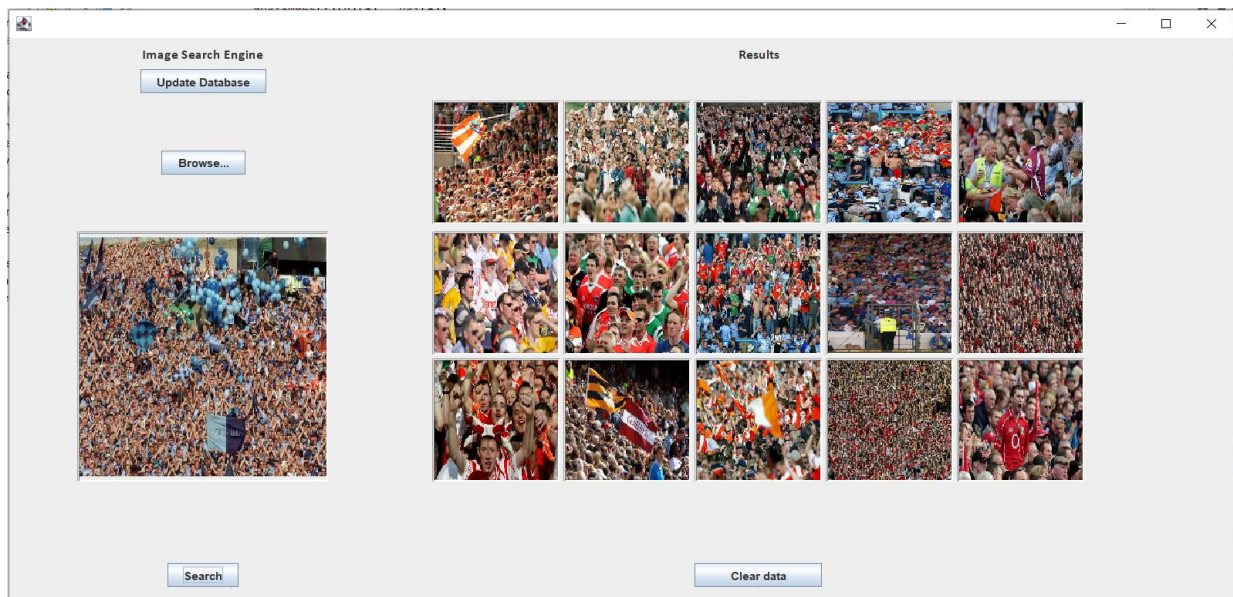 Image Search Engine
Results
Update Database
Browse...
Search
Clear data